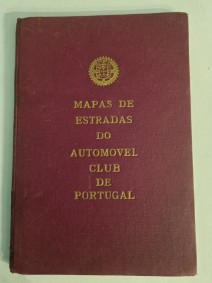 MAPAS DE
ESTRADAS
DO
AUTOMOVEL
CLUB
DE
PORTUGAL